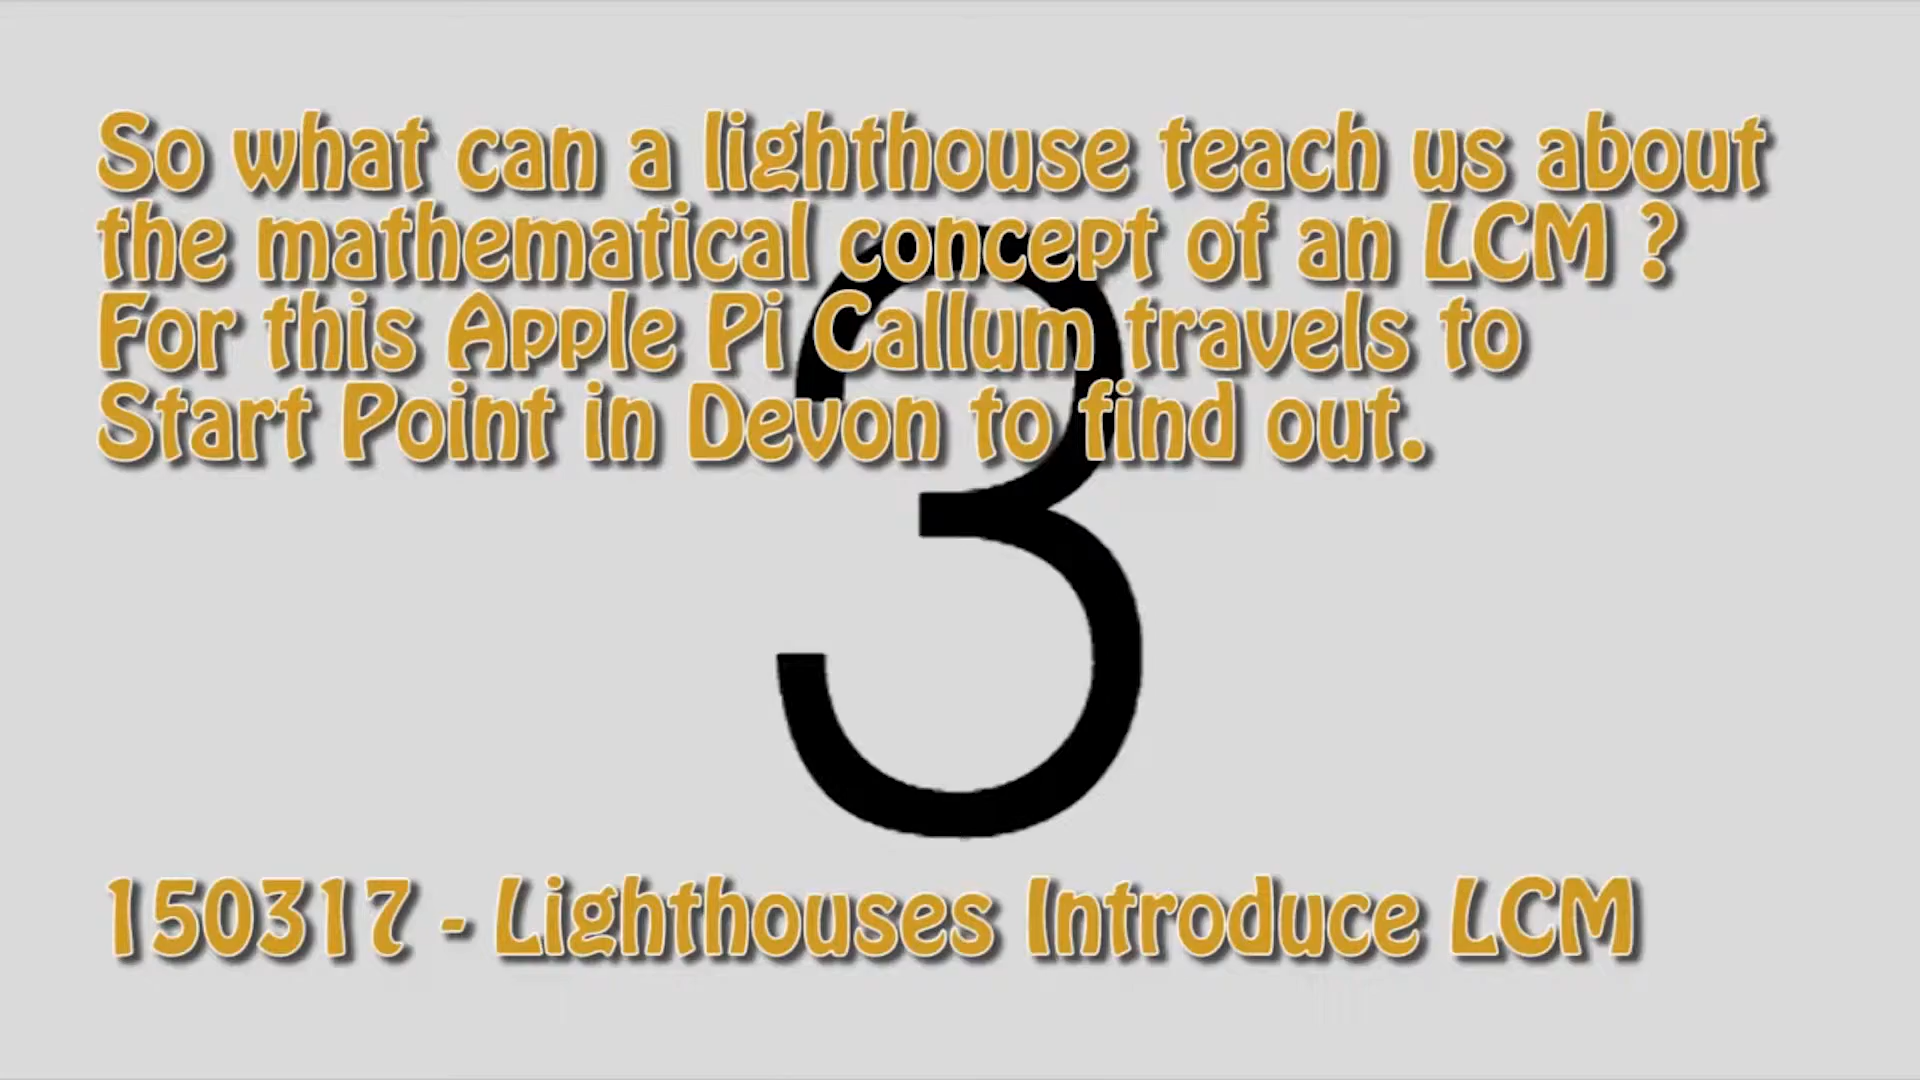 So what can a lighthouse teach us about
the mathematical concept of an LCM ?
For this Apple Pi Callum travels to
Start Point in Devon to find out.
3
150317 - Lighthouses Introduce LCM